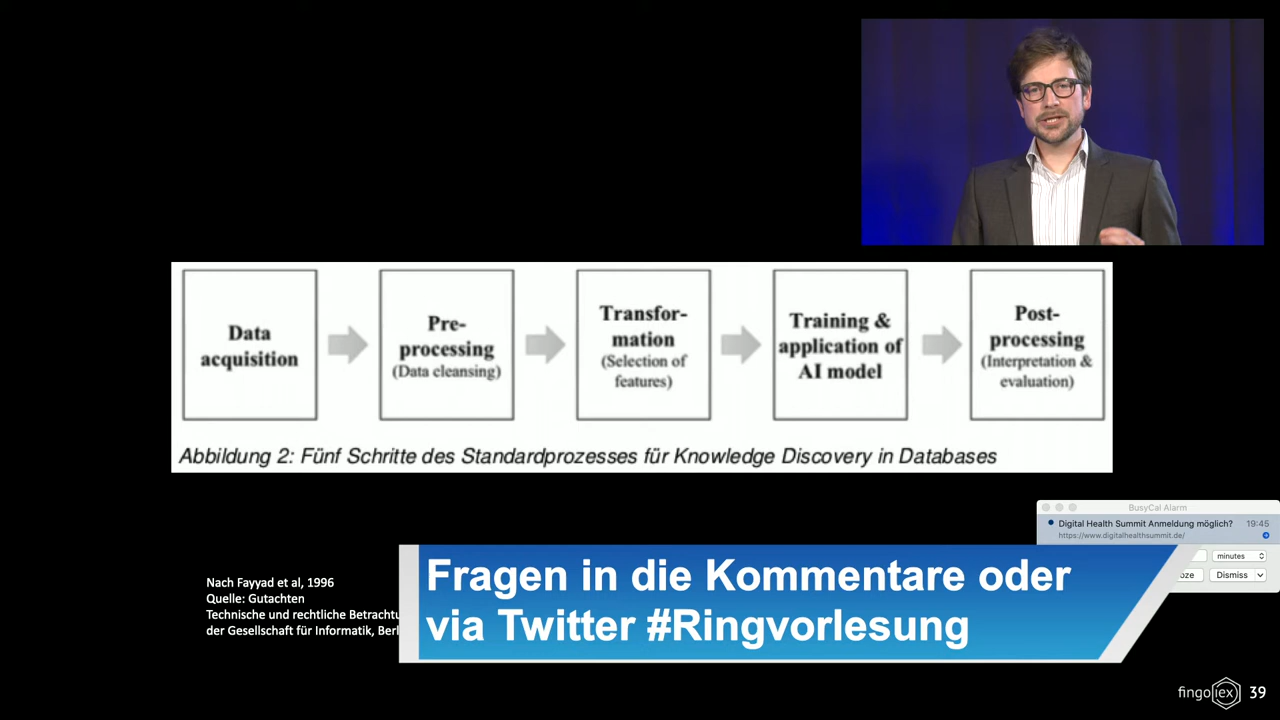 Data
acquisition
Pre-
processing
(Data cleansing)
Transfor-
mation
(Selection of
features)
Training &
application of
AI model
Post-
processing
(Interpretation &
evaluation)
Abbildung 2: Fünf Schritte des Standardprozesses für Knowledge Discovery in Databases
BusyCal Alarm
Digital Health Summit Anmeldung möglich? 19:45
https://www.digitalhealthsummit.de/
minutes
Dismiss
Nach Fayyad et al, 1996
Quelle: Gutachten
Technische und rechtliche
der Gesellschaft für Informatik,
Fragen in die Kommentare oder
via Twitter #Ringvorlesung
fingolex 39